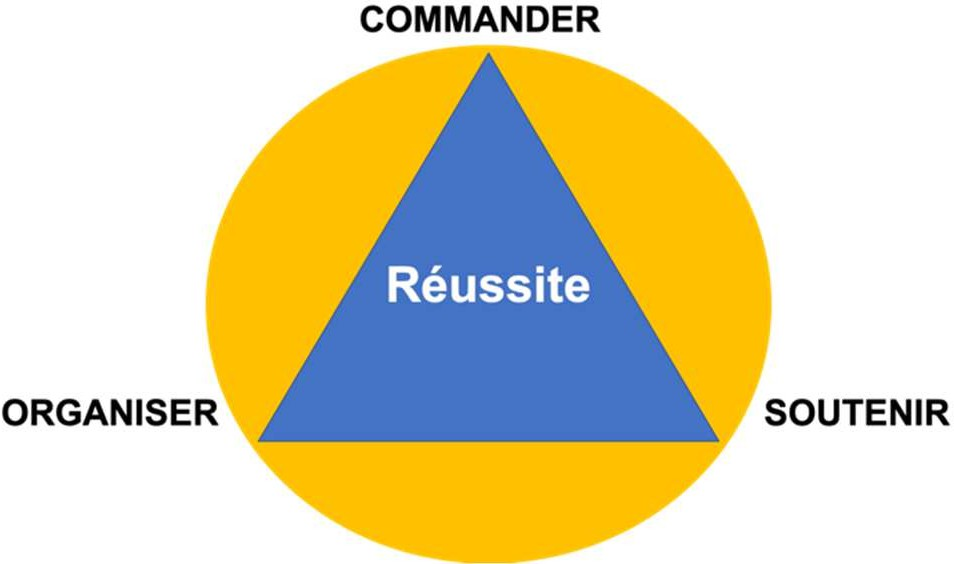 COMMANDER
Réussite
ORGANISER
SOUTENIR